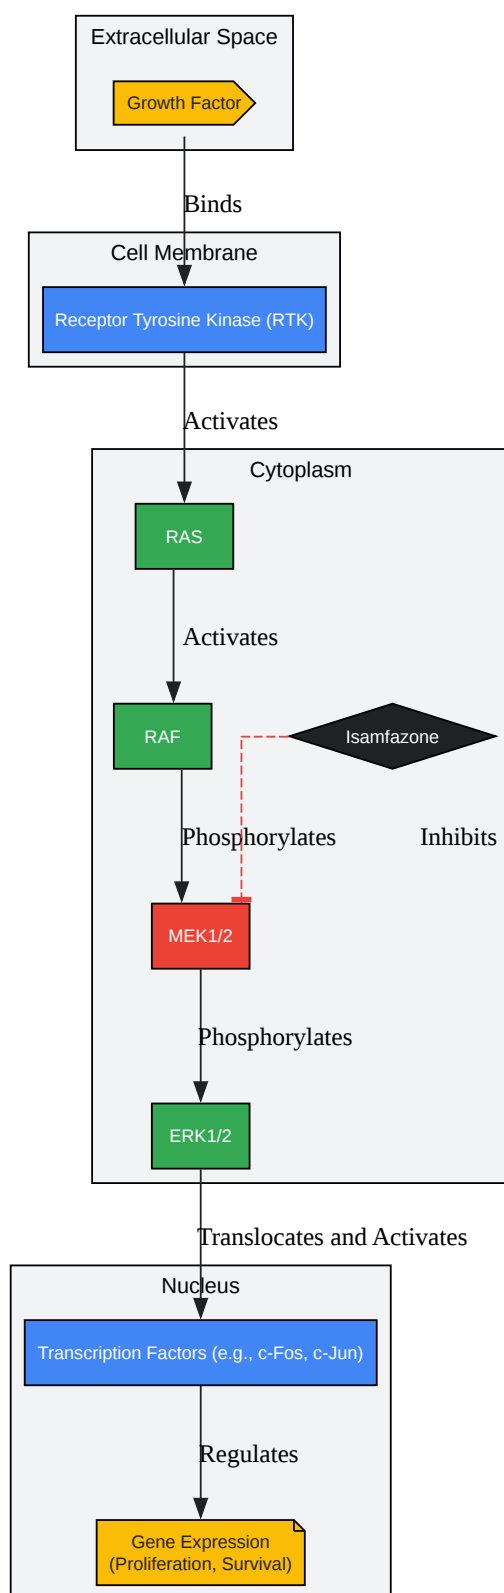 Extracellular Space
Growth Factor
Binds
Cell Membrane
Receptor Tyrosine Kinase (RTK)
Activates
Cytoplasm
RAS
Activates
RAF
Isamfazone
Phosphorylates
Inhibits
MEK1/2
Phosphorylates
ERK1/2
Translocates and Activates
Nucleus
Transcription Factors (e.g., c-Fos, c-Jun)
Regulates
Gene Expression
(Proliferation, Survival)